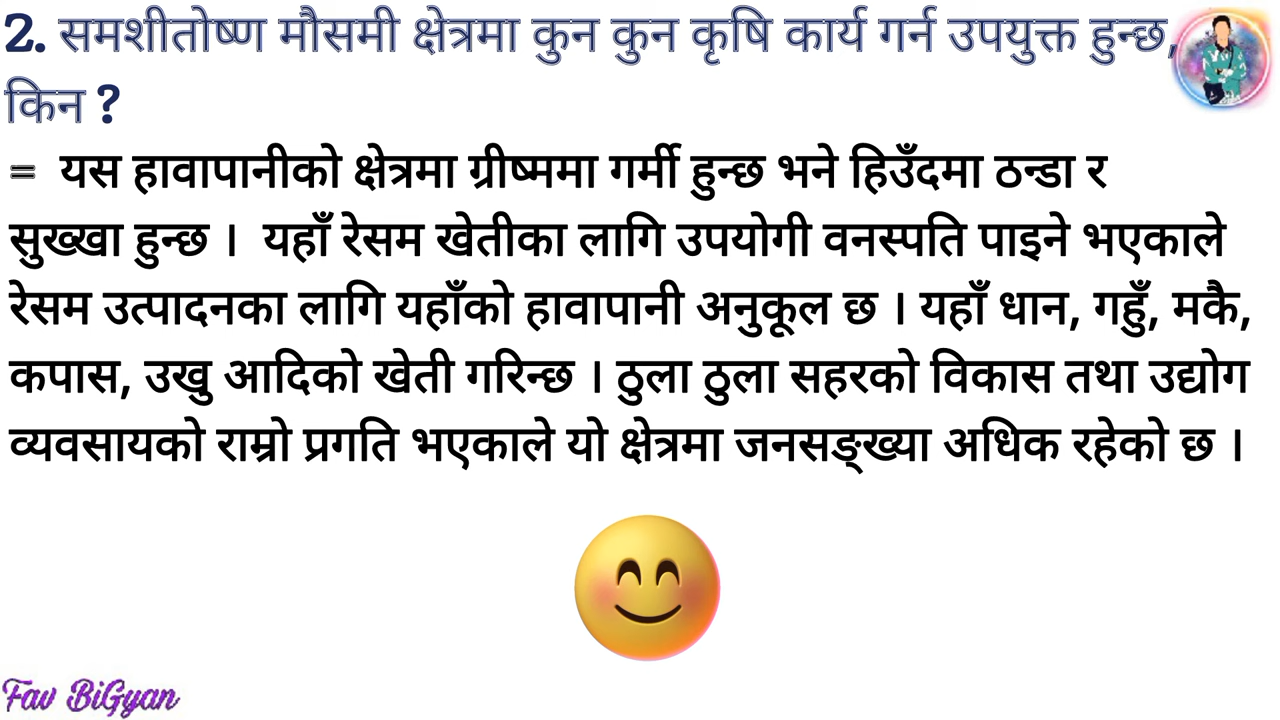 2. समशीतोष्ण मौसमी क्षेत्रमा कुन कुन कृषि कार्य गर्न उपयुक्त हुन्छ,
किन ?
= यस हावापानीको क्षेत्रमा ग्रीष्ममा गर्मी हुन्छ भने हिउँदमा ठन्डा र
सुख्खा हुन्छ । यहाँ रेसम खेतीका लागि उपयोगी वनस्पति पाइने भएकाले
रेसम उत्पादनका लागि यहाँको हावापानी अनुकूल छ । यहाँ धान, गहुँ, मकै,
कपास, उखु आदिको खेती गरिन्छ । ठुला ठुला सहरको विकास तथा उद्योग
व्यवसायको राम्रो प्रगति भएकाले यो क्षेत्रमा जनसङ्ख्या अधिक रहेको छ ।
Fav BiGyan